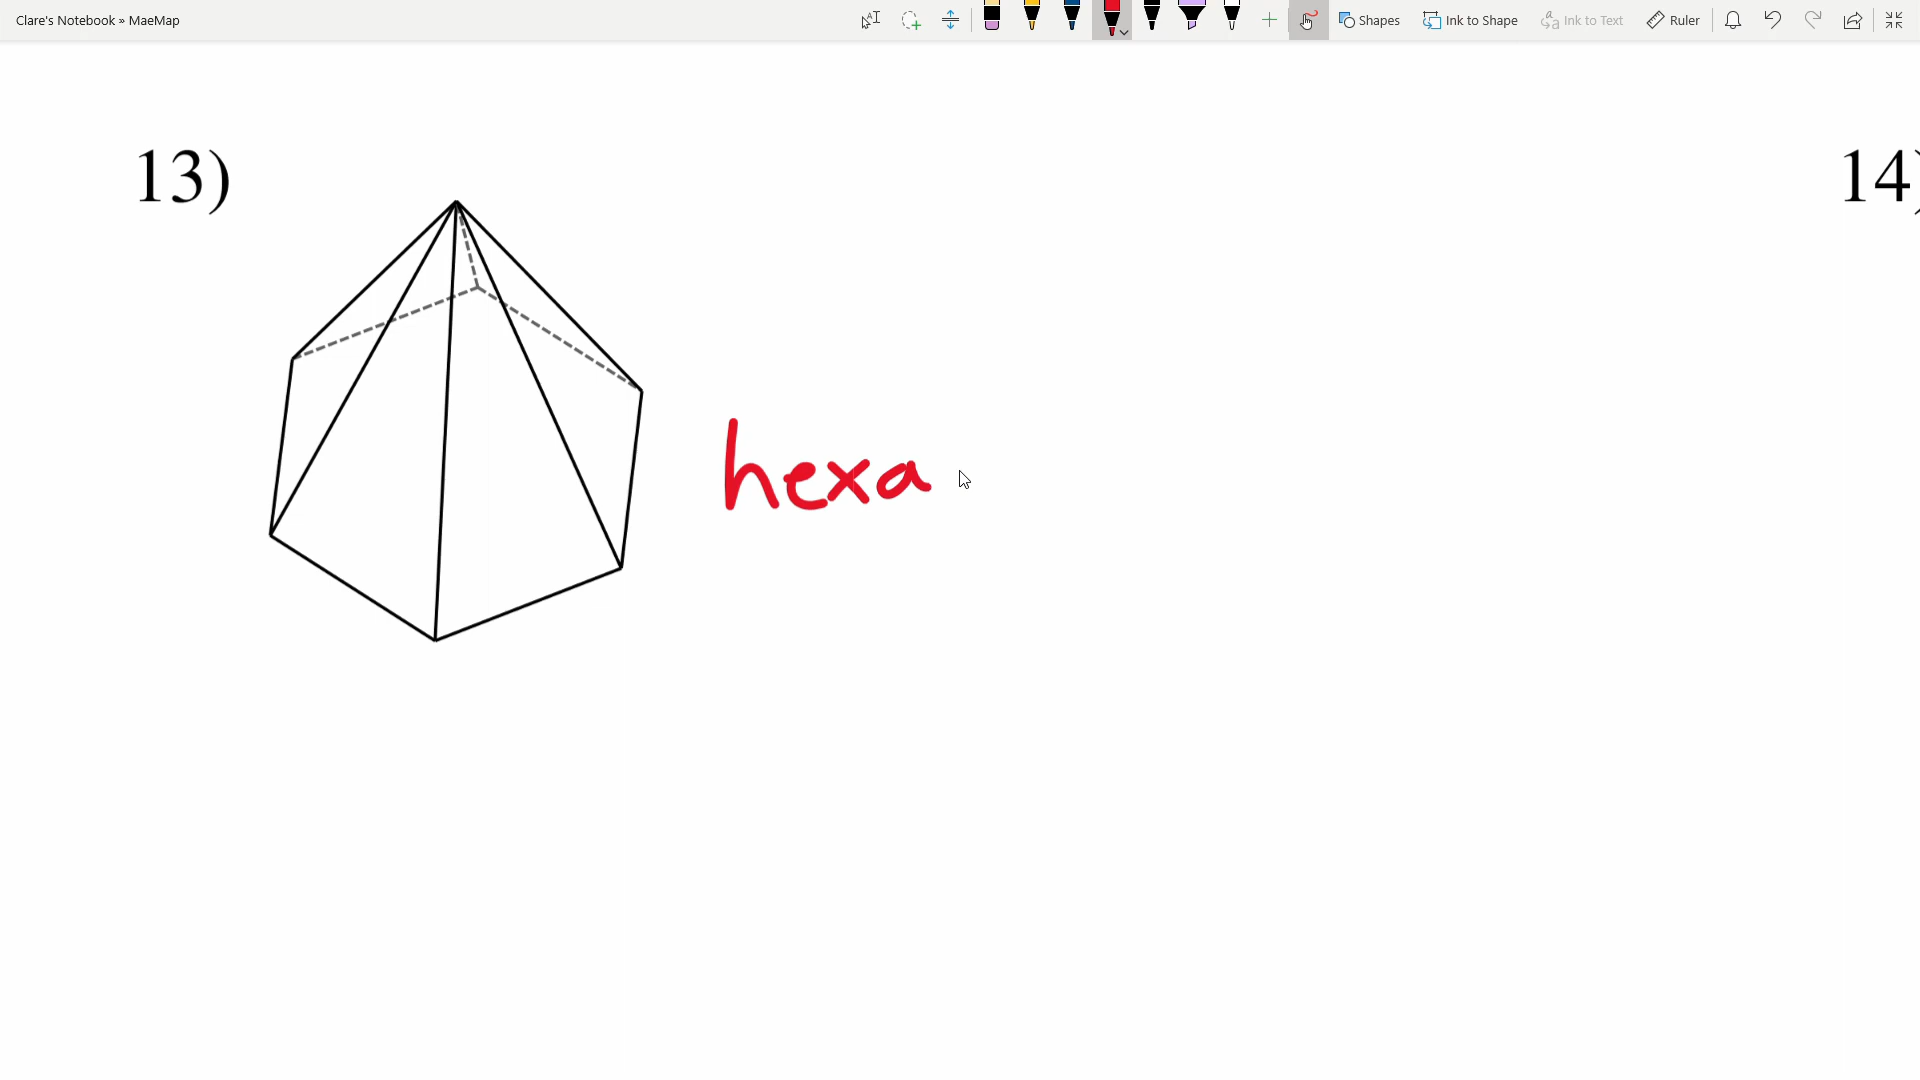 Clare's Notebook » MaeMap
Shapes
Ink to Shape
Ink to Text
Ruler
13)
14)
hexa